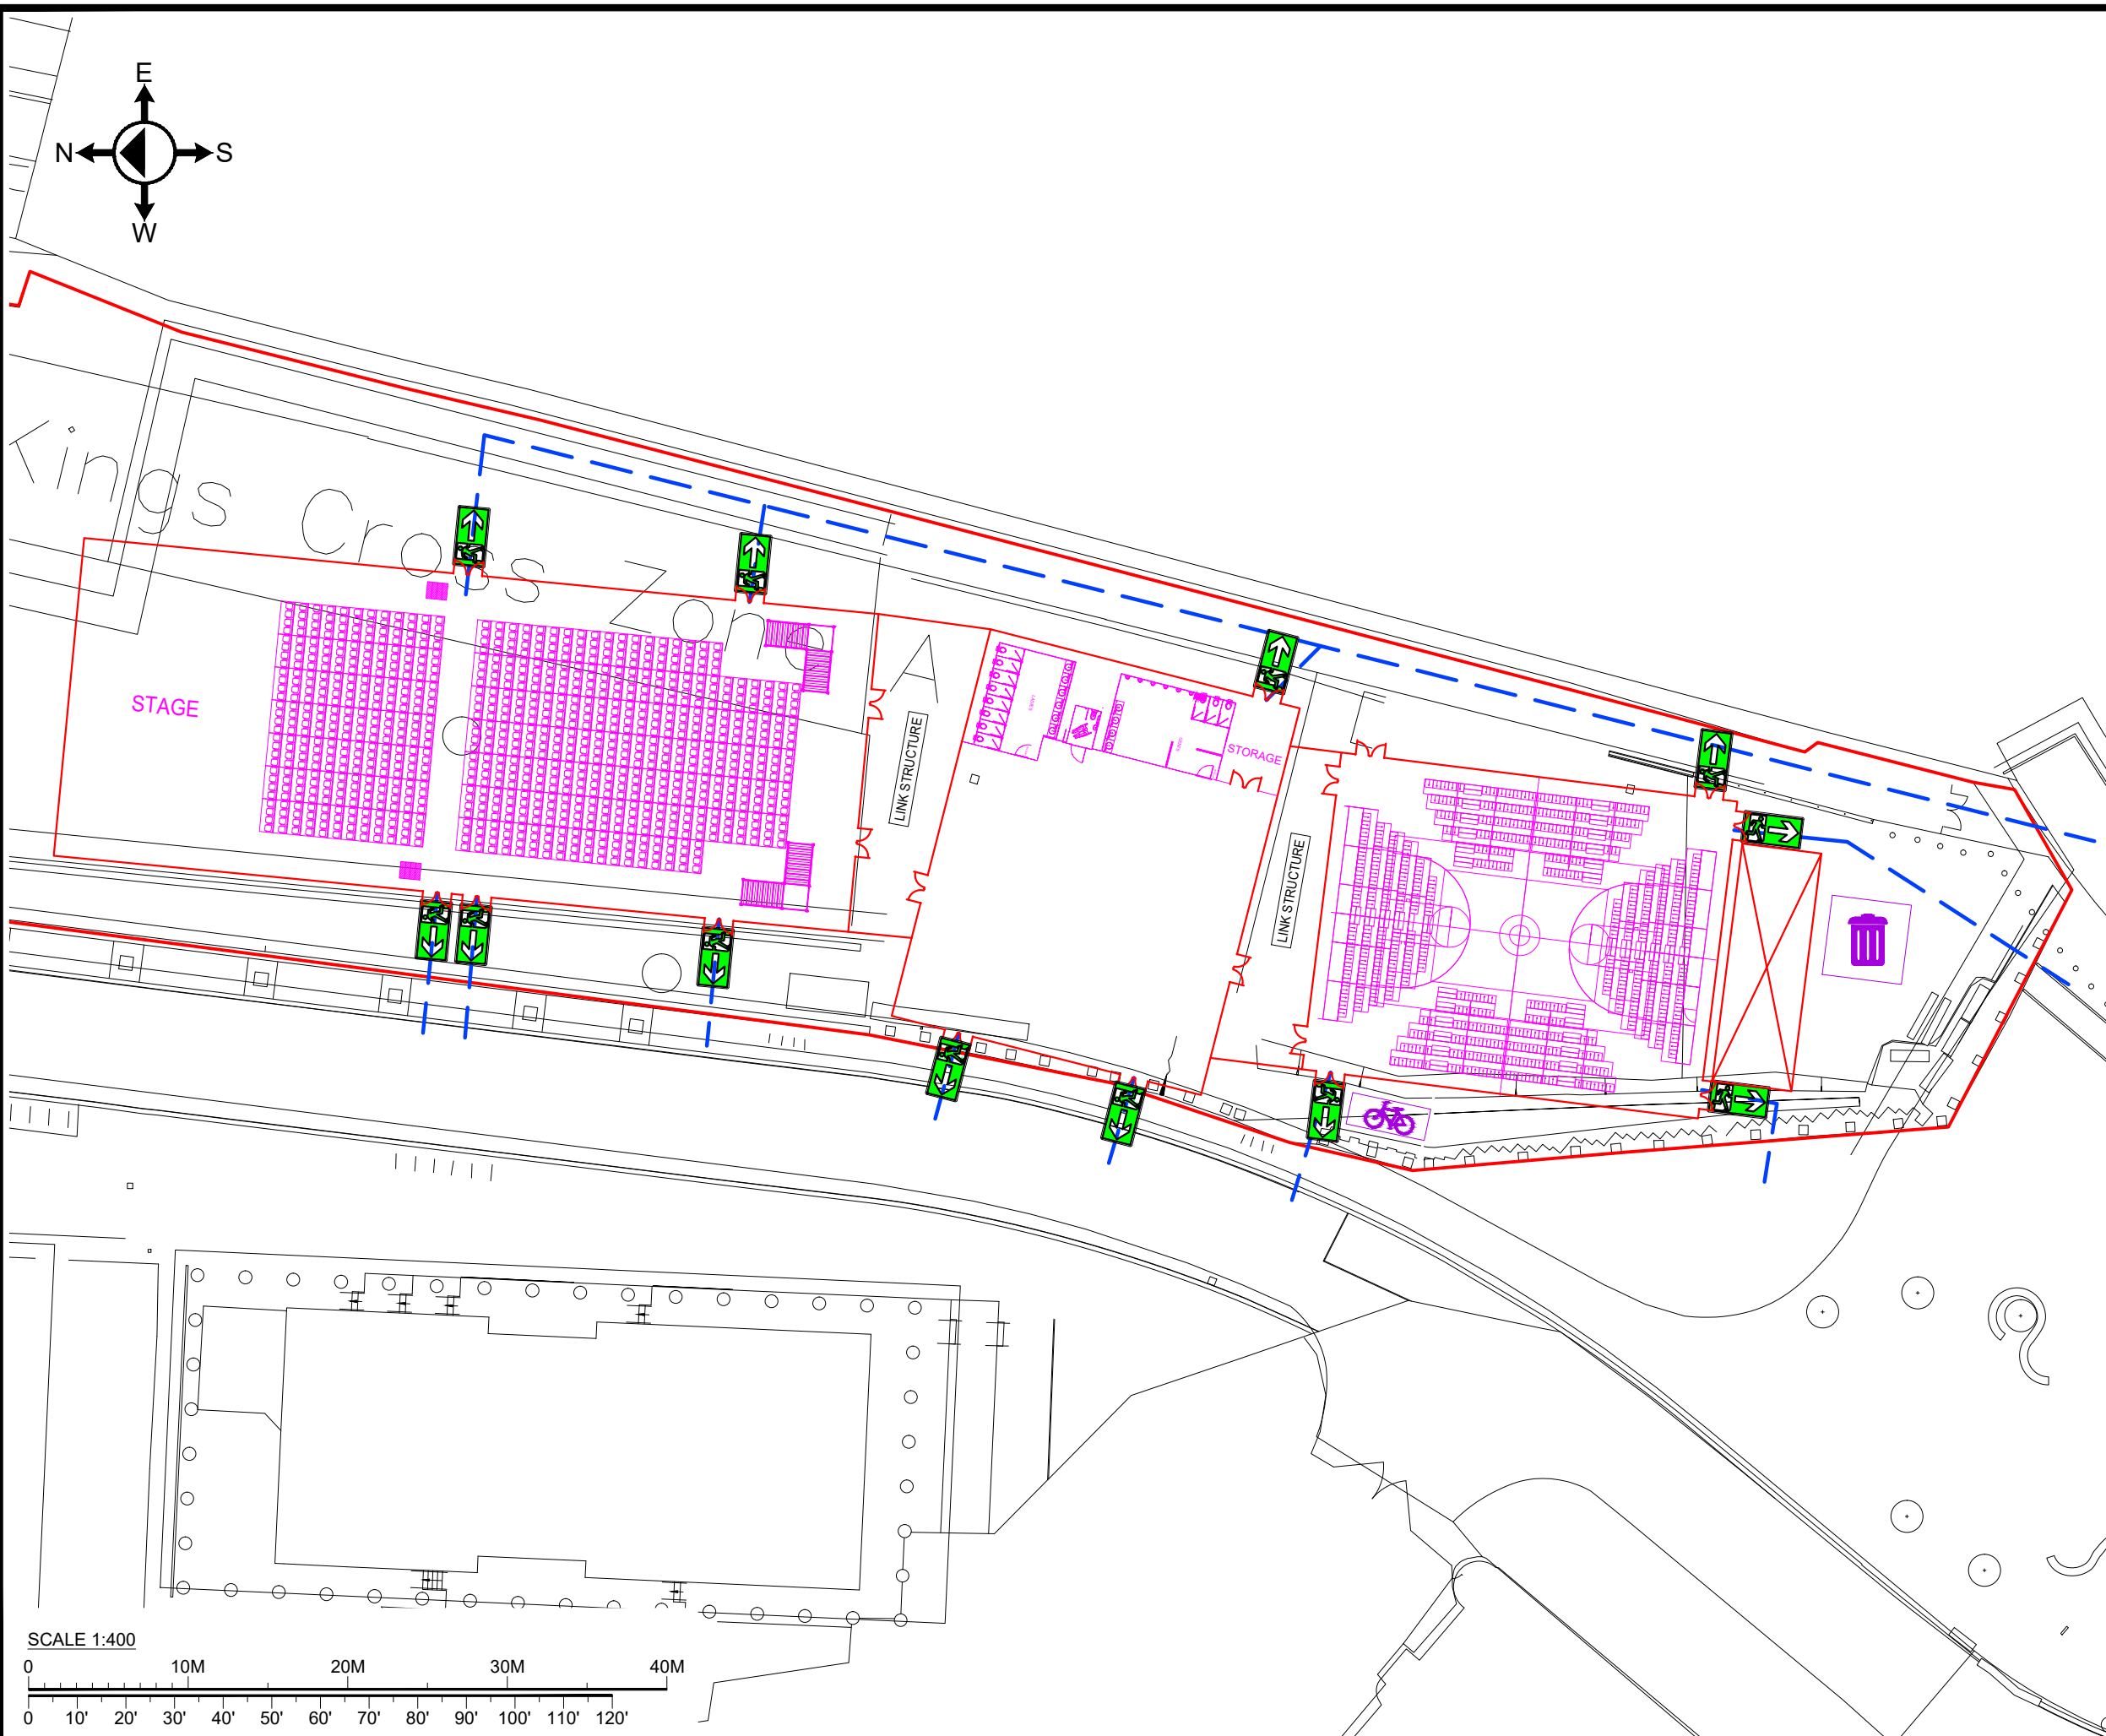 E
N S
W
Kings Cross Zone A
STAGE
LINK STRUCTURE
STORAGE
LINK STRUCTURE
SCALE 1:400
0 10M 20M 30M 40M
0 10' 20' 30' 40' 50' 60' 70' 80' 90' 100' 110' 120'